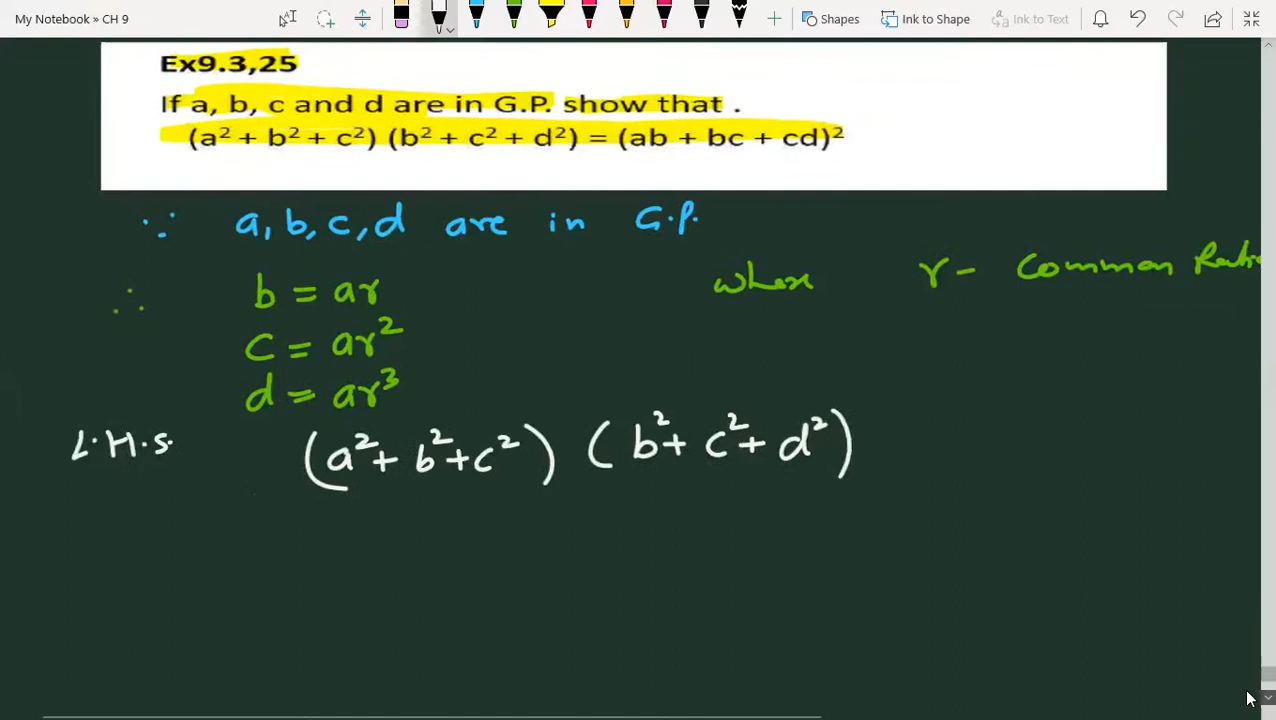 My Notebook » CH 9
Shapes
Ink to Shape
Ink to Text
Ex9.3,25
If a, b, c and d are in G.P. show that .
(a² + b² + c²) (b² + c² + d²) = (ab + bc + cd)²
∵ a, b, c, d are in G.P.
∴ b = ar where r - Common Ratio
c = ar²
d = ar³
L.H.S. (a² + b² + c²) (b² + c² + d²)